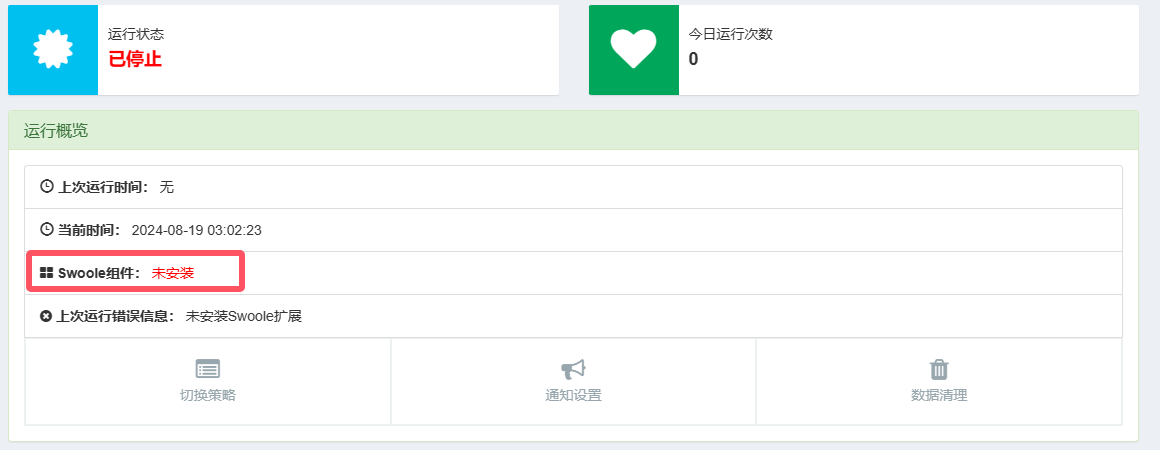 运行状态
已停止
今日运行次数
0
运行概览
上次运行时间： 无
当前时间： 2024-08-19 03:02:23
Swoole组件： 未安装
上次运行错误信息： 未安装Swoole扩展
切换策略
通知设置
数据清理